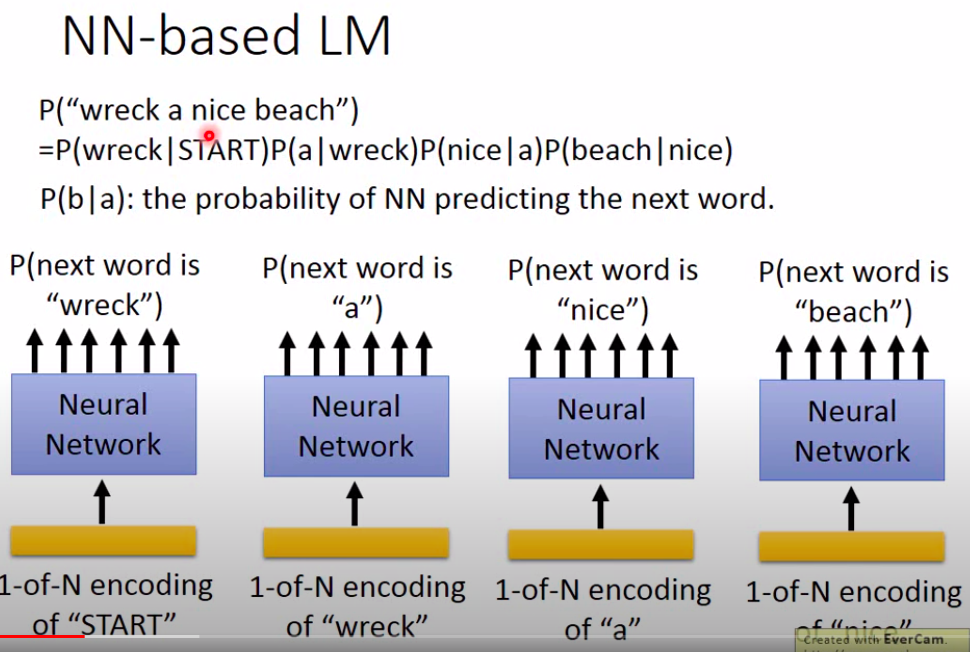 NN-based LM
P(“wreck a nice beach”)
=P(wreck|START)P(a|wreck)P(nice|a)P(beach|nice)
P(b|a): the probability of NN predicting the next word.
P(next word is
“wreck”)
P(next word is
“a”)
P(next word is
“nice”)
P(next word is
“beach”)
Neural
Network
Neural
Network
Neural
Network
Neural
Network
1-of-N encoding
of “START”
1-of-N encoding
of “wreck”
1-of-N encoding
of “a”
1-of-N encoding
of “nice”
Created with EverCam.